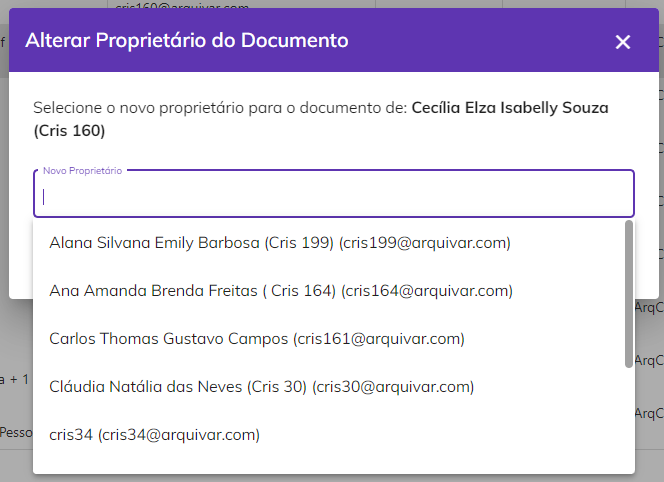 cris160@arquivar.com
Alterar Proprietário do Documento
Selecione o novo proprietário para o documento de: Cecília Elza Isabelly Souza
(Cris 160)
Novo Proprietário
Alana Silvana Emily Barbosa (Cris 199) (cris199@arquivar.com)
Ana Amanda Brenda Freitas ( Cris 164) (cris164@arquivar.com)
ArqC
Carlos Thomas Gustavo Campos (cris161@arquivar.com)
ArqC
a + 1
Cláudia Natália das Neves (Cris 30) (cris30@arquivar.com)
ArqC
Pesso
cris34 (cris34@arquivar.com)